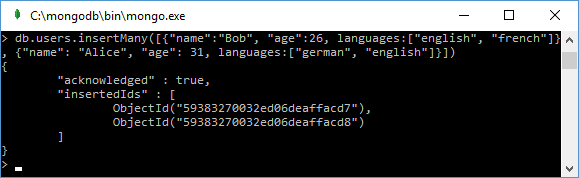 C:\mongodb\bin\mongo.exe
> db.users.insertMany([{"name":"Bob", "age":26, languages:["english", "french"]}
, {"name": "Alice", "age": 31, languages:["german", "english"]}])
{
        "acknowledged" : true,
        "insertedIds" : [
                ObjectId("59383270032ed06deaffacd7"),
                ObjectId("59383270032ed06deaffacd8")
        ]
}
>